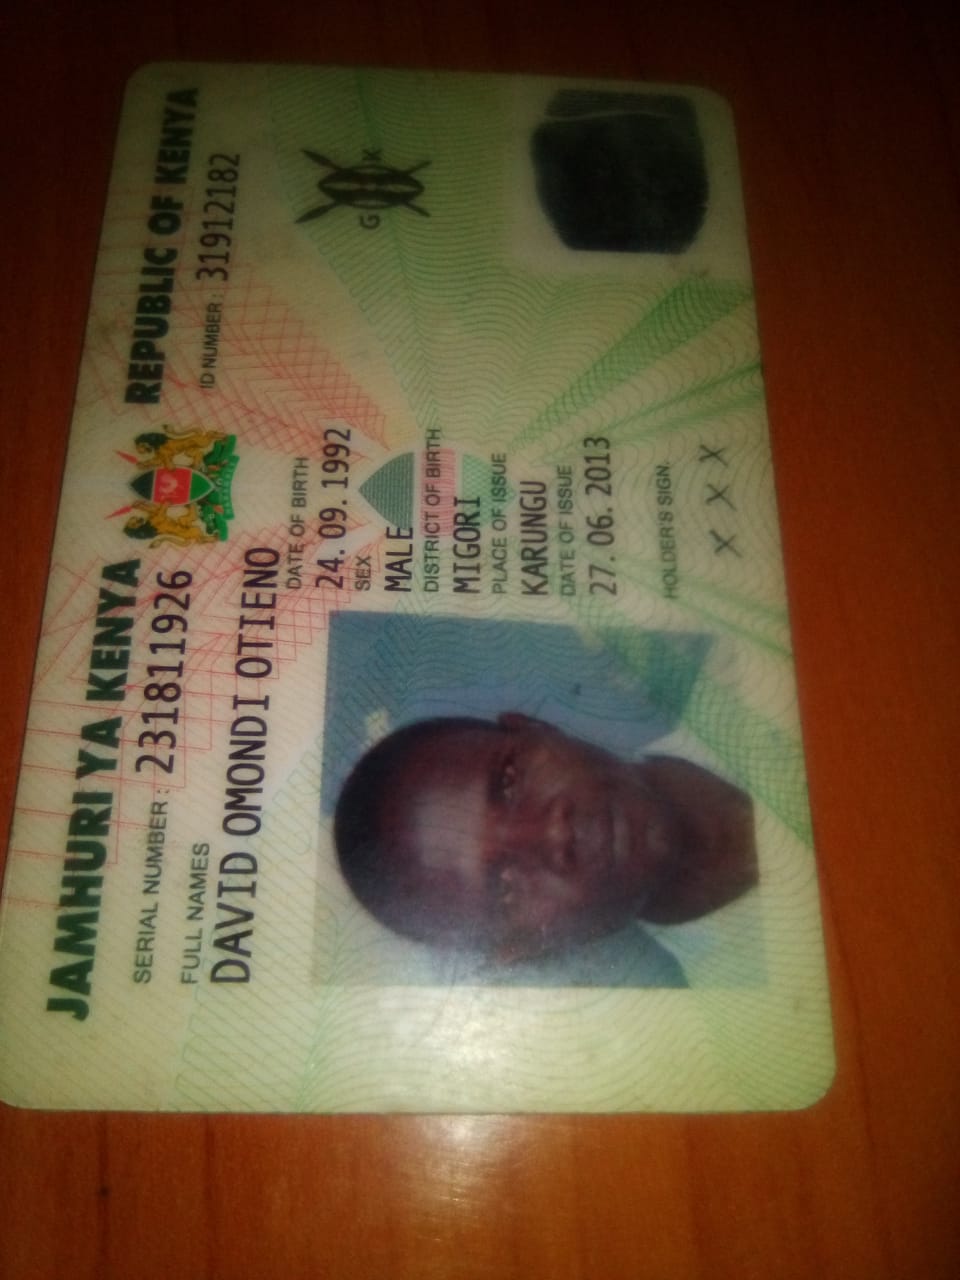 JAMHURI YA KENYA REPUBLIC OF KENYA
SERIAL NUMBER: 231811926 ID NUMBER: 31912182
FULL NAMES
DAVID OMONDI OTIENO
DATE OF BIRTH
24.09.1992
SEX
MALE
DISTRICT OF BIRTH
MIGORI
PLACE OF ISSUE
KARUNGU
DATE OF ISSUE
27.06.2013
HOLDER'S SIGN.
X X X
G K